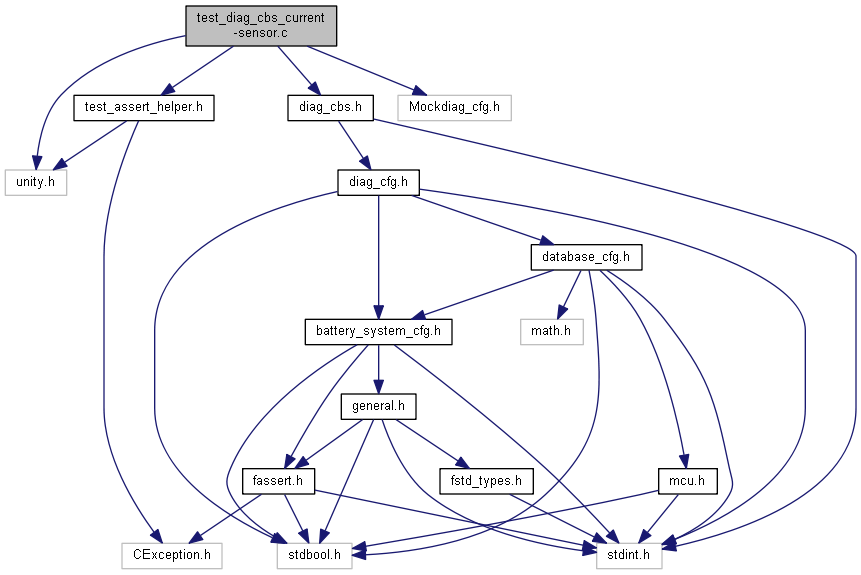 test_diag_cbs_current
-sensor.c
test_assert_helper.h
diag_cbs.h
Mockdiag_cfg.h
unity.h
diag_cfg.h
database_cfg.h
battery_system_cfg.h
math.h
general.h
fassert.h
fstd_types.h
mcu.h
CException.h
stdbool.h
stdint.h